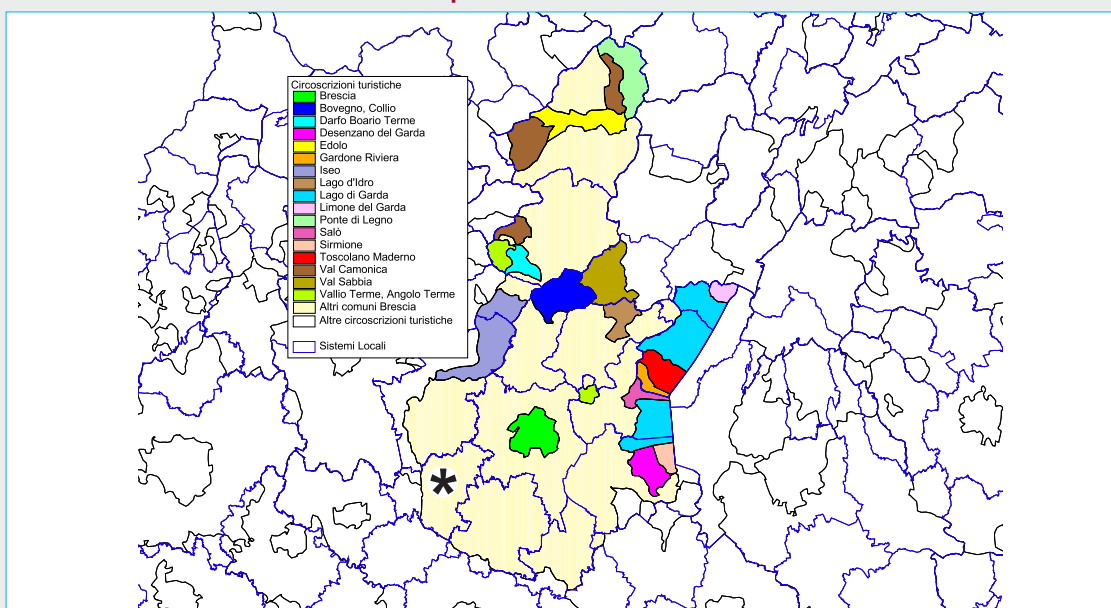 Circoscrizioni turistiche
Brescia
Bovegno, Collio
Darfo Boario Terme
Desenzano del Garda
Edolo
Gardone Riviera
Iseo
Lago d'Idro
Lago di Garda
Limone del Garda
Ponte di Legno
Salò
Sirmione
Toscolano Maderno
Val Camonica
Val Sabbia
Vallio Terme, Angolo Terme
Altri comuni Brescia
Altre circoscrizioni turistiche
Sistemi Locali
*